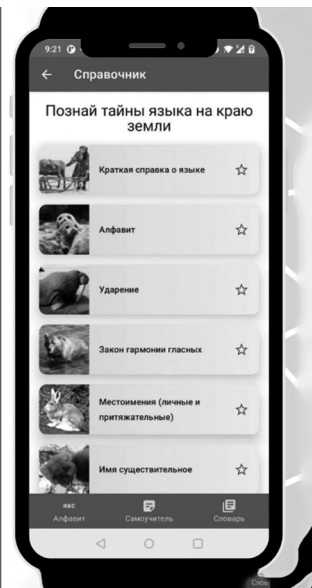 9:21
Справочник
Познай тайны языка на краю
земли
Краткая справка о языке
Алфавит
Ударение
Закон гармонии гласных
Местоимения (личные и
притяжательные)
Имя существительное
Алфавит
Самоучитель
Словарь